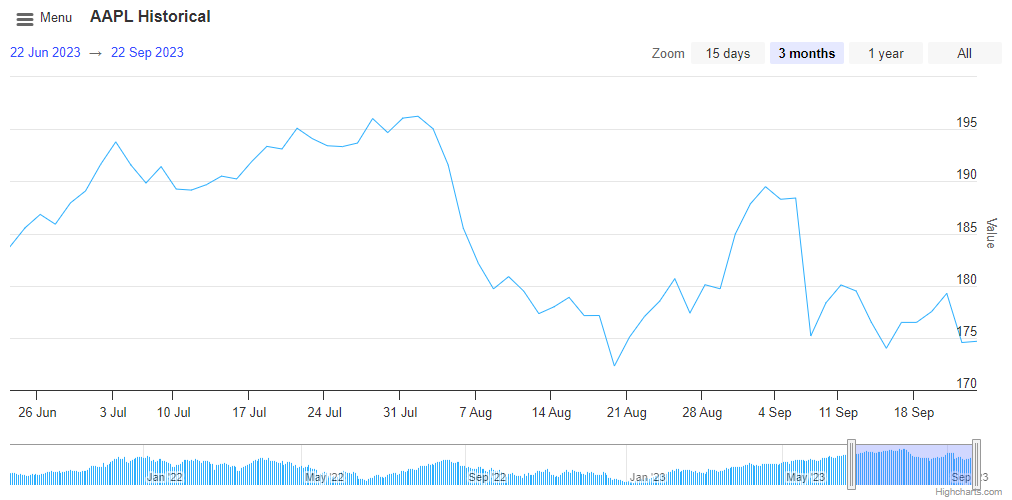 Menu AAPL Historical
22 Jun 2023 → 22 Sep 2023 Zoom 15 days 3 months 1 year All
195
190
185
Value
180
175
170
26 Jun 3 Jul 10 Jul 17 Jul 24 Jul 31 Jul 7 Aug 14 Aug 21 Aug 28 Aug 4 Sep 11 Sep 18 Sep
Jan '22 May '22 Sep '22 Jan '23 May '23 Sep '23
Highcharts.com